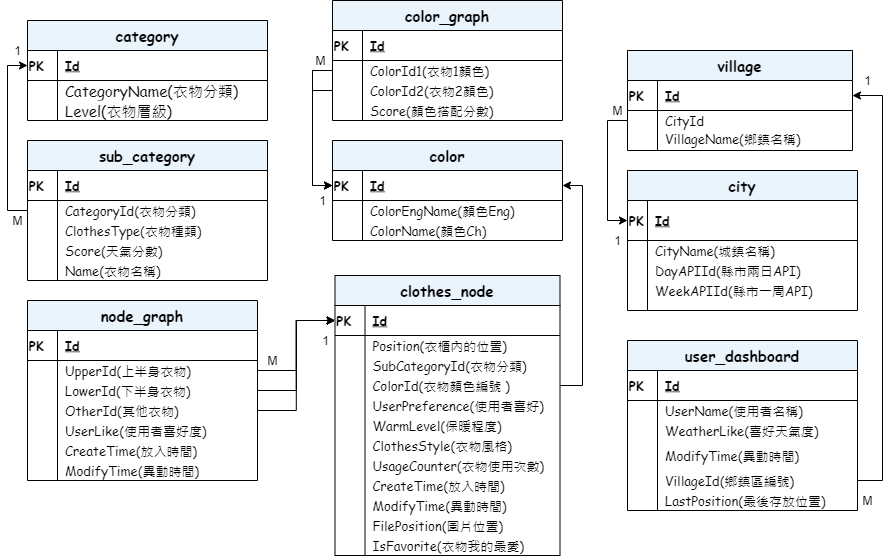 category
1
PK Id
CategoryName(衣物分類)
Level(衣物層級)
sub_category
PK Id
CategoryId(衣物分類)
M
ClothesType(衣物種類)
Score(天氣分數)
Name(衣物名稱)
node_graph
PK Id
UpperId(上半身衣物)
M
LowerId(下半身衣物)
OtherId(其他衣物)
UserLike(使用者喜好度)
CreateTime(放入時間)
ModifyTime(異動時間)
color_graph
PK Id
M
ColorId1(衣物1顏色)
ColorId2(衣物2顏色)
Score(顏色搭配分數)
color
PK Id
1
ColorEngName(顏色Eng)
ColorName(顏色Ch)
clothes_node
PK Id
1
Position(衣櫃內的位置)
SubCategoryId(衣物分類)
ColorId(衣物顏色編號 )
UserPreference(使用者喜好)
WarmLevel(保暖程度)
ClothesStyle(衣物風格)
UsageCounter(衣物使用次數)
CreateTime(放入時間)
ModifyTime(異動時間)
FilePosition(圖片位置)
IsFavorite(衣物我的最愛)
village
1
PK Id
M
CityId
VillageName(鄉鎮名稱)
city
PK Id
1
CityName(城鎮名稱)
DayAPIId(縣市兩日API)
WeekAPIId(縣市一周API)
user_dashboard
PK Id
UserName(使用者名稱)
WeatherLike(喜好天氣度)
ModifyTime(異動時間)
VillageId(鄉鎮區編號)
LastPosition(最後存放位置)
M